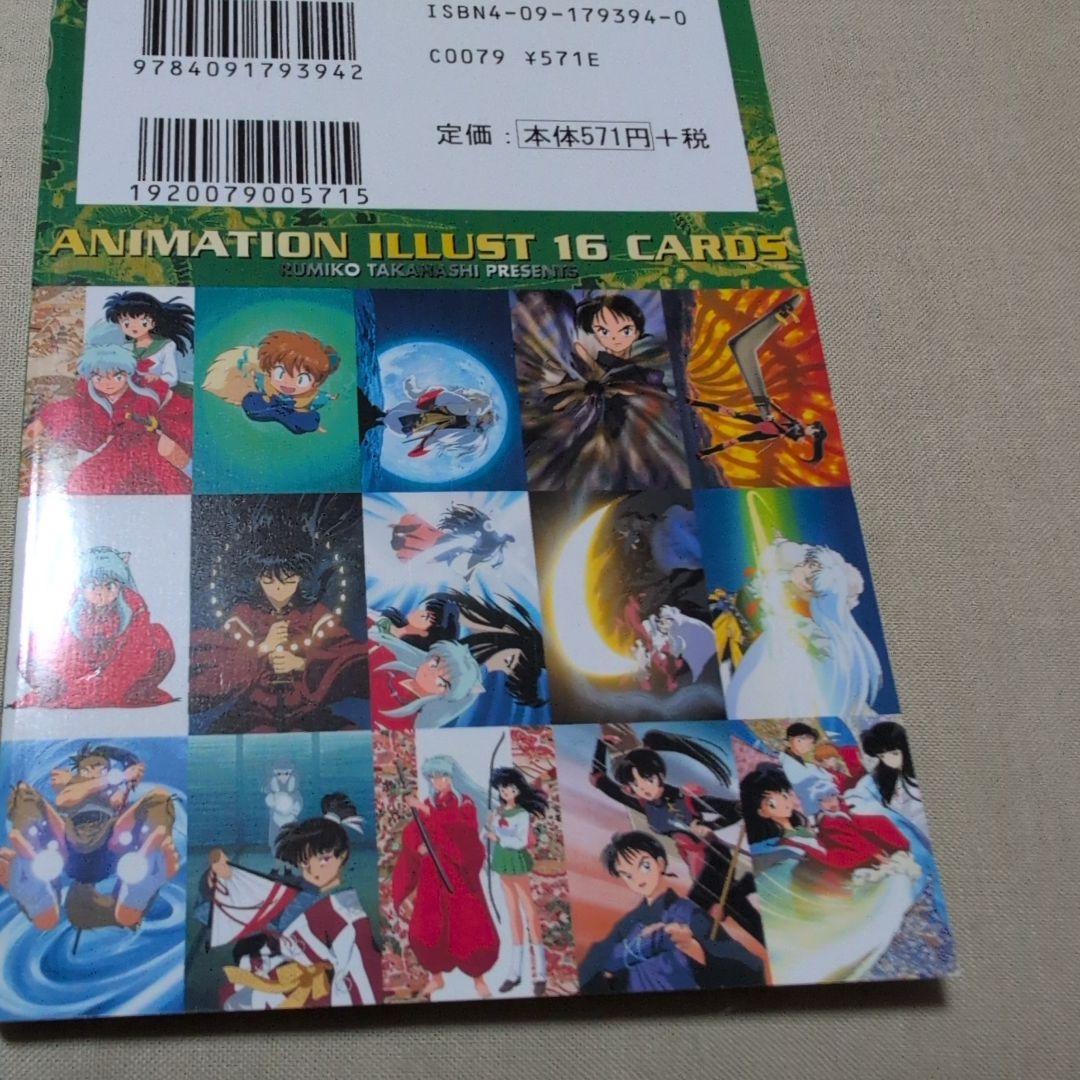 ISBN4-09-179394-0
9784091793942
C0079 ¥571E
定価：本体571円＋税
1920079005715
ANIMATION ILLUST 16 CARDS
RUMIKO TAKAHASHI PRESENTS